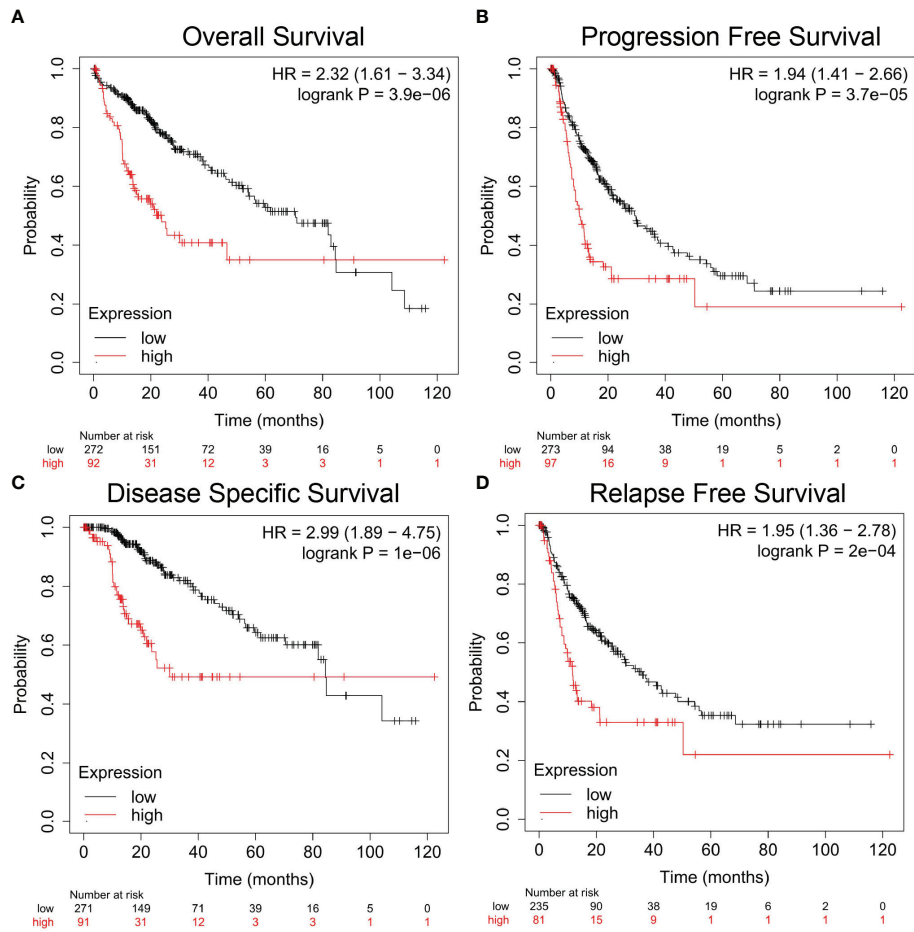 A
Overall Survival
HR = 2.32 (1.61 − 3.34)
logrank P = 3.9e−06
Probability
1.0
0.8
0.6
0.4
0.2
0.0
Expression
low
high
0 20 40 60 80 100 120
Time (months)
Number at risk
low 272 151 72 39 16 5 0
high 92 31 12 3 3 1 1
B
Progression Free Survival
HR = 1.94 (1.41 − 2.66)
logrank P = 3.7e−05
Probability
1.0
0.8
0.6
0.4
0.2
0.0
Expression
low
high
0 20 40 60 80 100 120
Time (months)
Number at risk
low 273 94 38 19 5 2 0
high 97 16 9 1 1 1 1
C
Disease Specific Survival
HR = 2.99 (1.89 − 4.75)
logrank P = 1e−06
Probability
1.0
0.8
0.6
0.4
0.2
0.0
Expression
low
high
0 20 40 60 80 100 120
Time (months)
Number at risk
low 271 149 71 39 16 5 0
high 91 31 12 3 3 1 1
D
Relapse Free Survival
HR = 1.95 (1.36 − 2.78)
logrank P = 2e−04
Probability
1.0
0.8
0.6
0.4
0.2
0.0
Expression
low
high
0 20 40 60 80 100 120
Time (months)
Number at risk
low 235 90 38 19 6 2 0
high 81 15 9 1 1 1 1